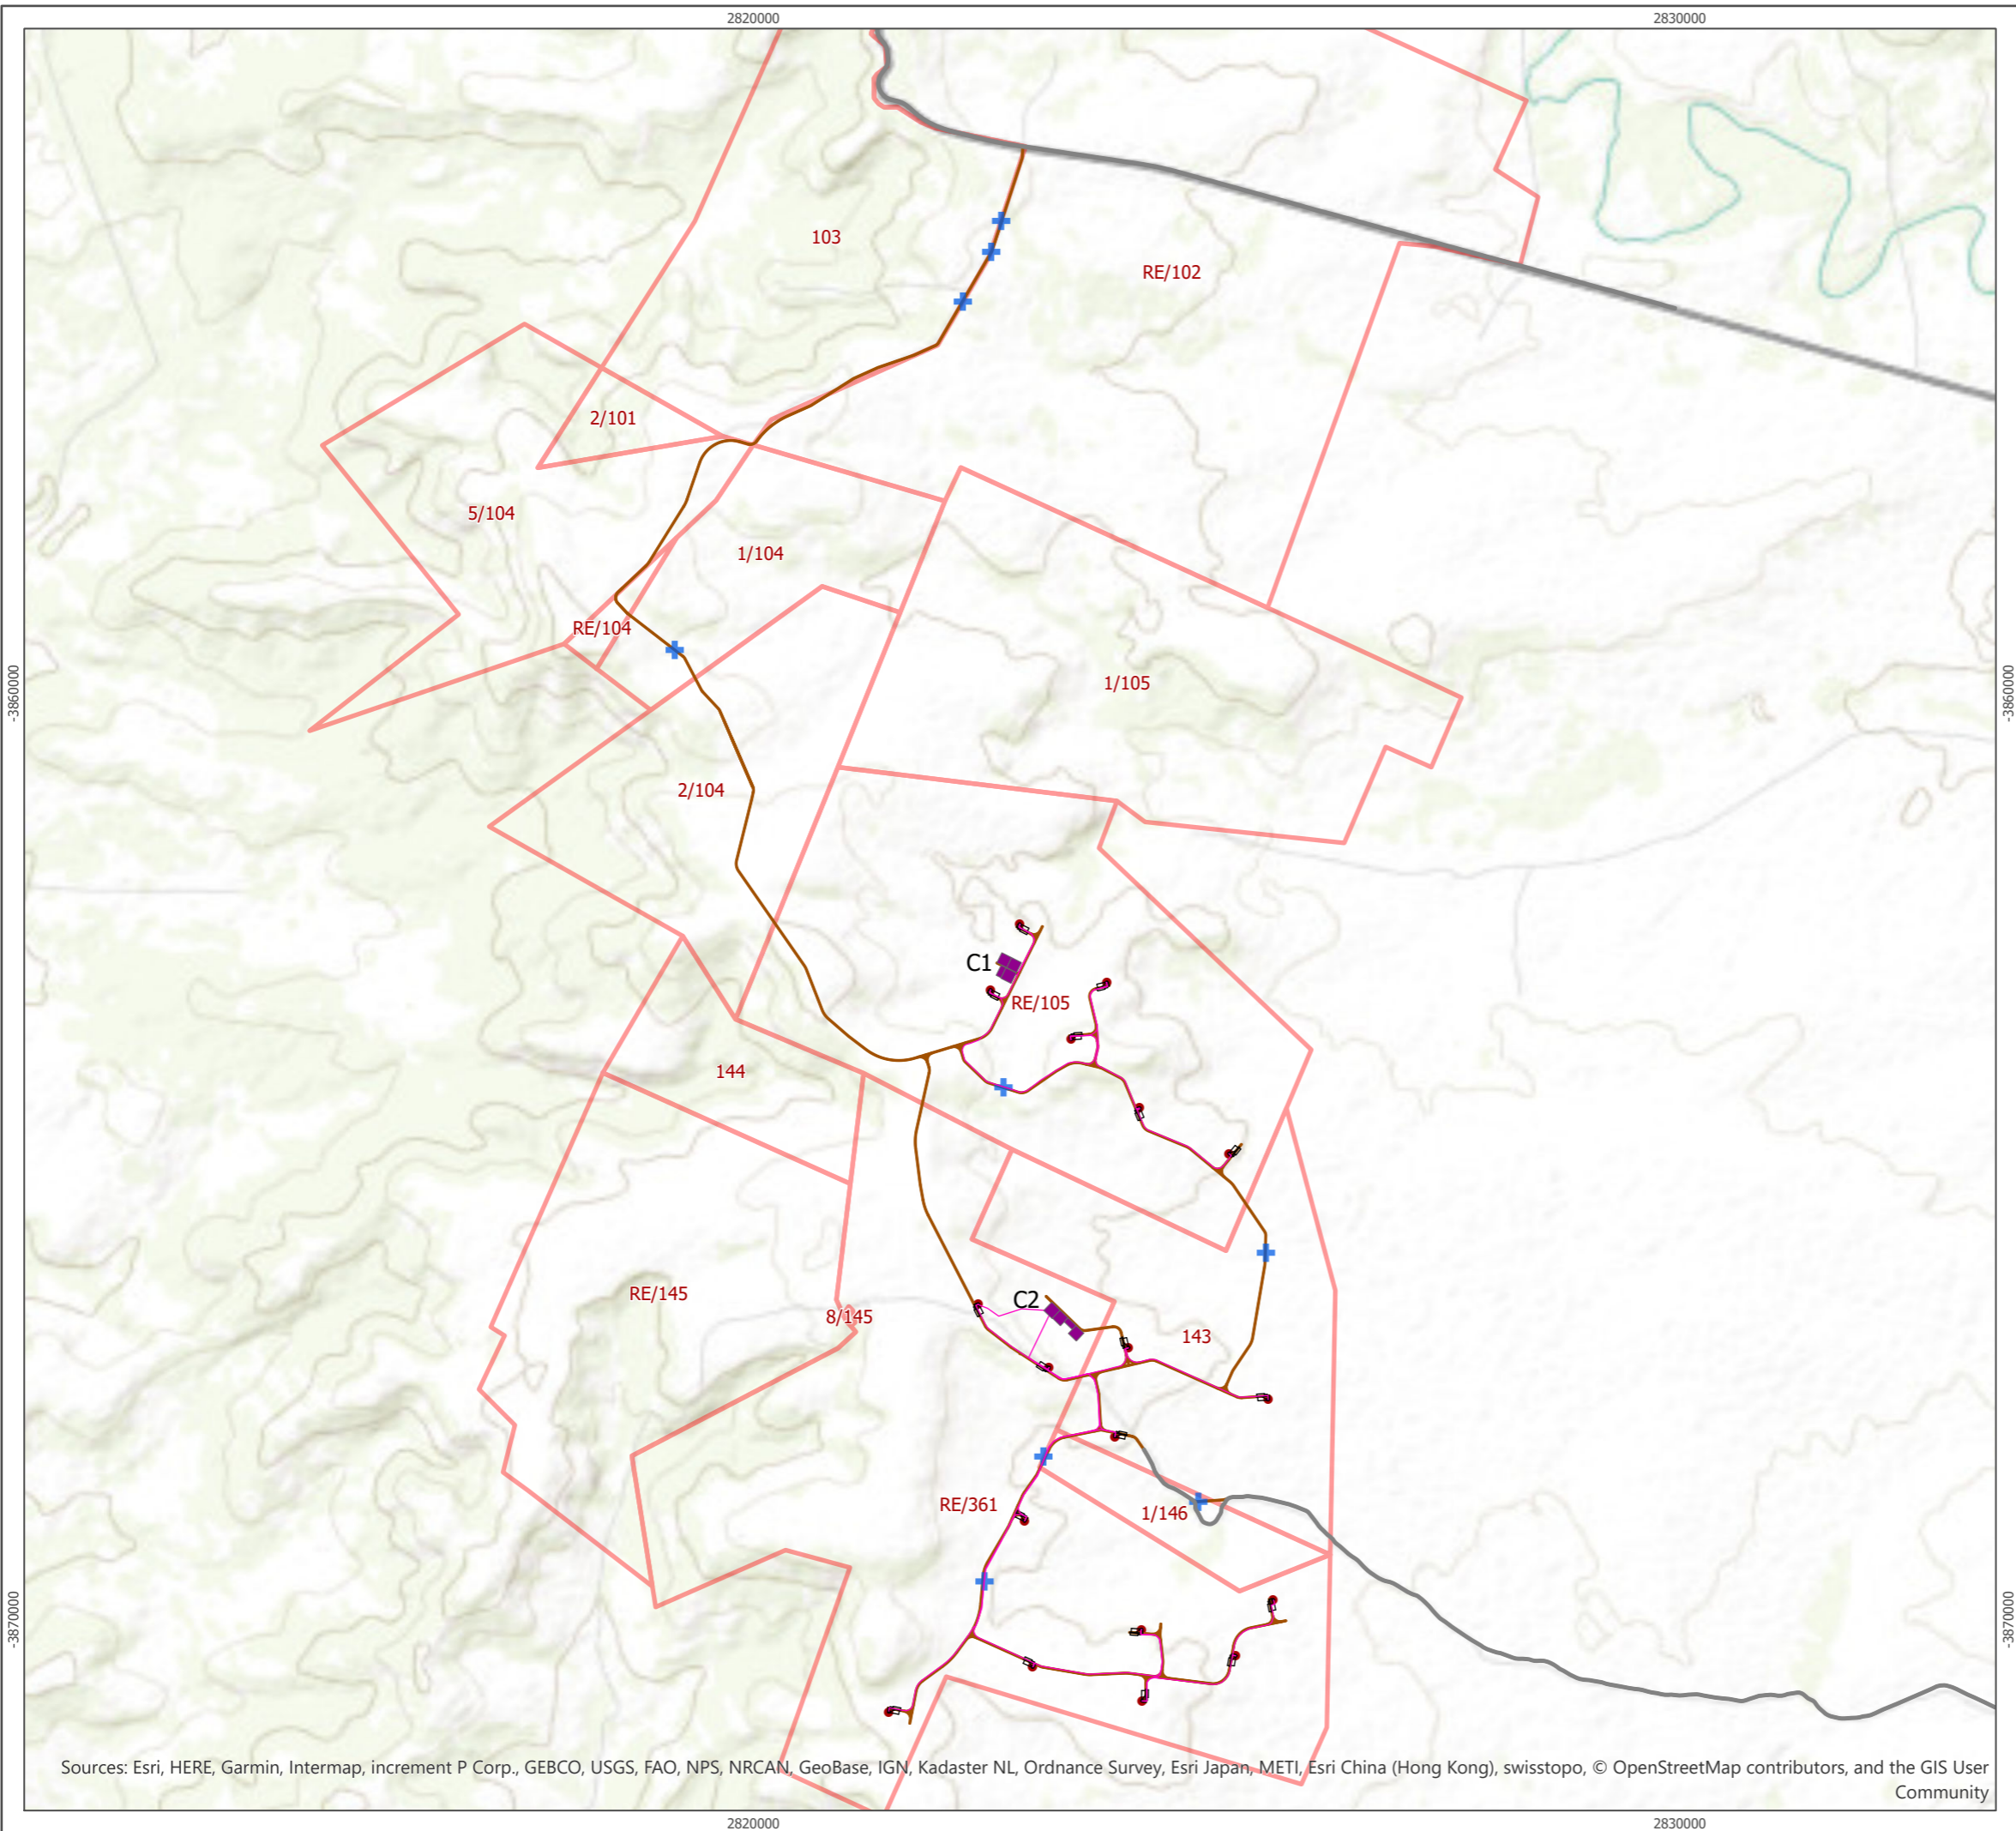 2820000
2830000
103
RE/102
2/101
5/104
1/104
RE/104
-3860000
-3860000
1/105
2/104
C1
RE/105
144
RE/145
C2
8/145
143
RE/361
1/146
-3870000
-3870000
Sources: Esri, HERE, Garmin, Intermap, increment P Corp., GEBCO, USGS, FAO, NPS, NRCAN, GeoBase, IGN, Kadaster NL, Ordnance Survey, Esri Japan, METI, Esri China (Hong Kong), swisstopo, © OpenStreetMap contributors, and the GIS User
Community
2820000
2830000